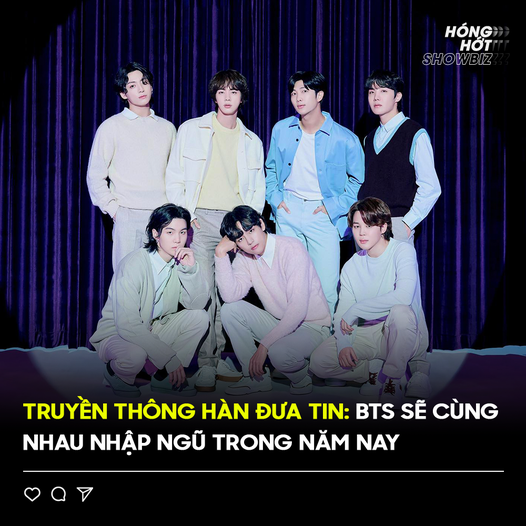 HÓNG
HỚT
SHOWBIZ
TRUYỀN THÔNG HÀN ĐƯA TIN: BTS SẼ CÙNG
NHAU NHẬP NGŨ TRONG NĂM NAY